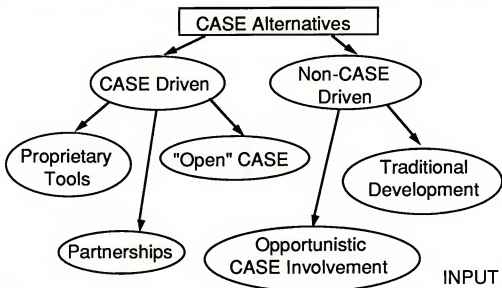 CASE Alternatives
CASE Driven
Non-CASE
Driven
Proprietary
Tools
"Open" CASE
Traditional
Development
Partnerships
Opportunistic
CASE Involvement
INPUT